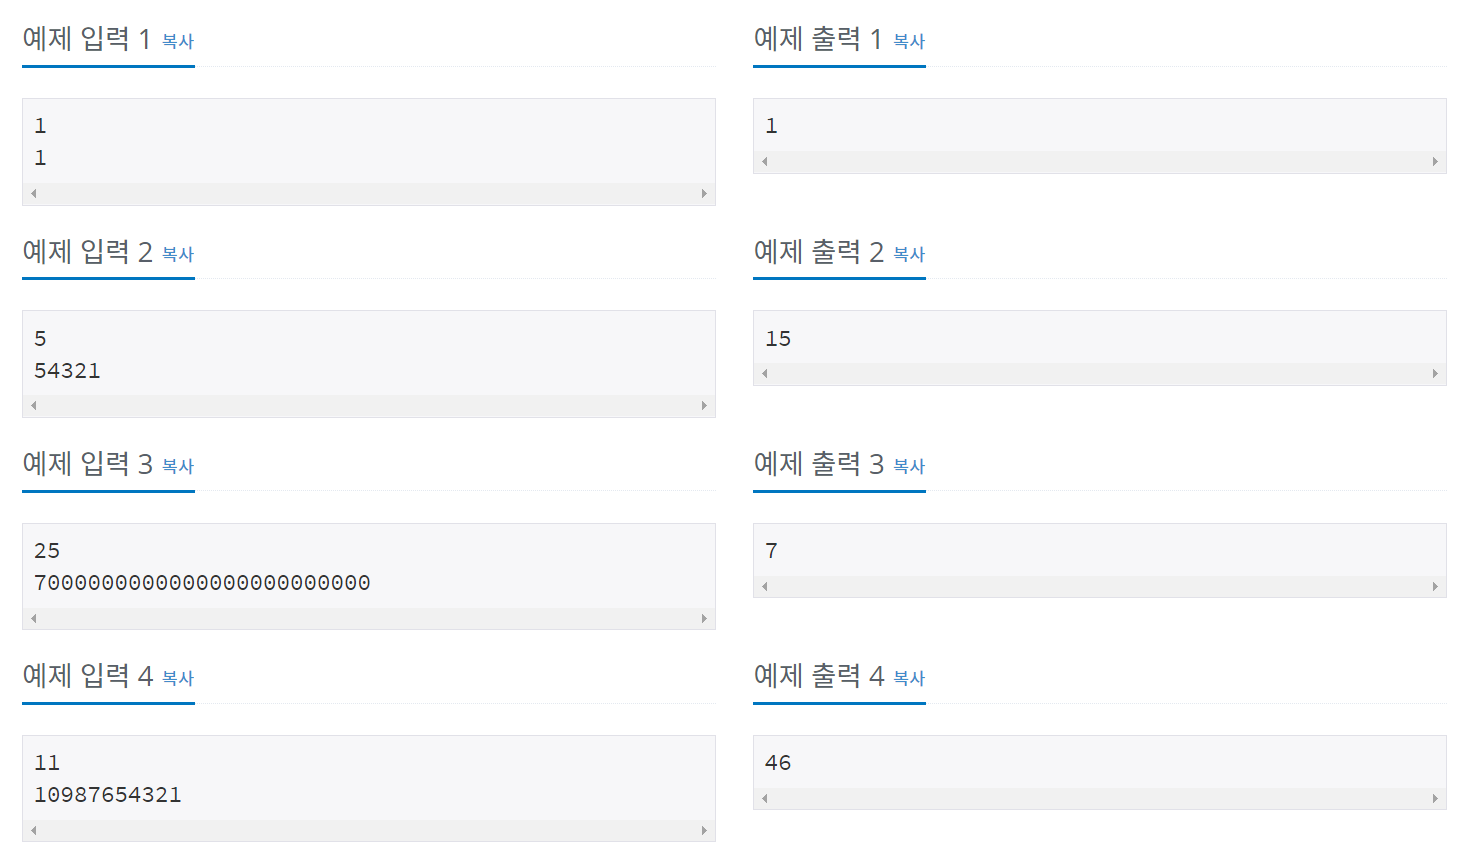 예제 입력 1 복사
예제 출력 1 복사
1
1
1
예제 입력 2 복사
예제 출력 2 복사
5
54321
15
예제 입력 3 복사
예제 출력 3 복사
25
7000000000000000000000000
7
예제 입력 4 복사
예제 출력 4 복사
11
10987654321
46